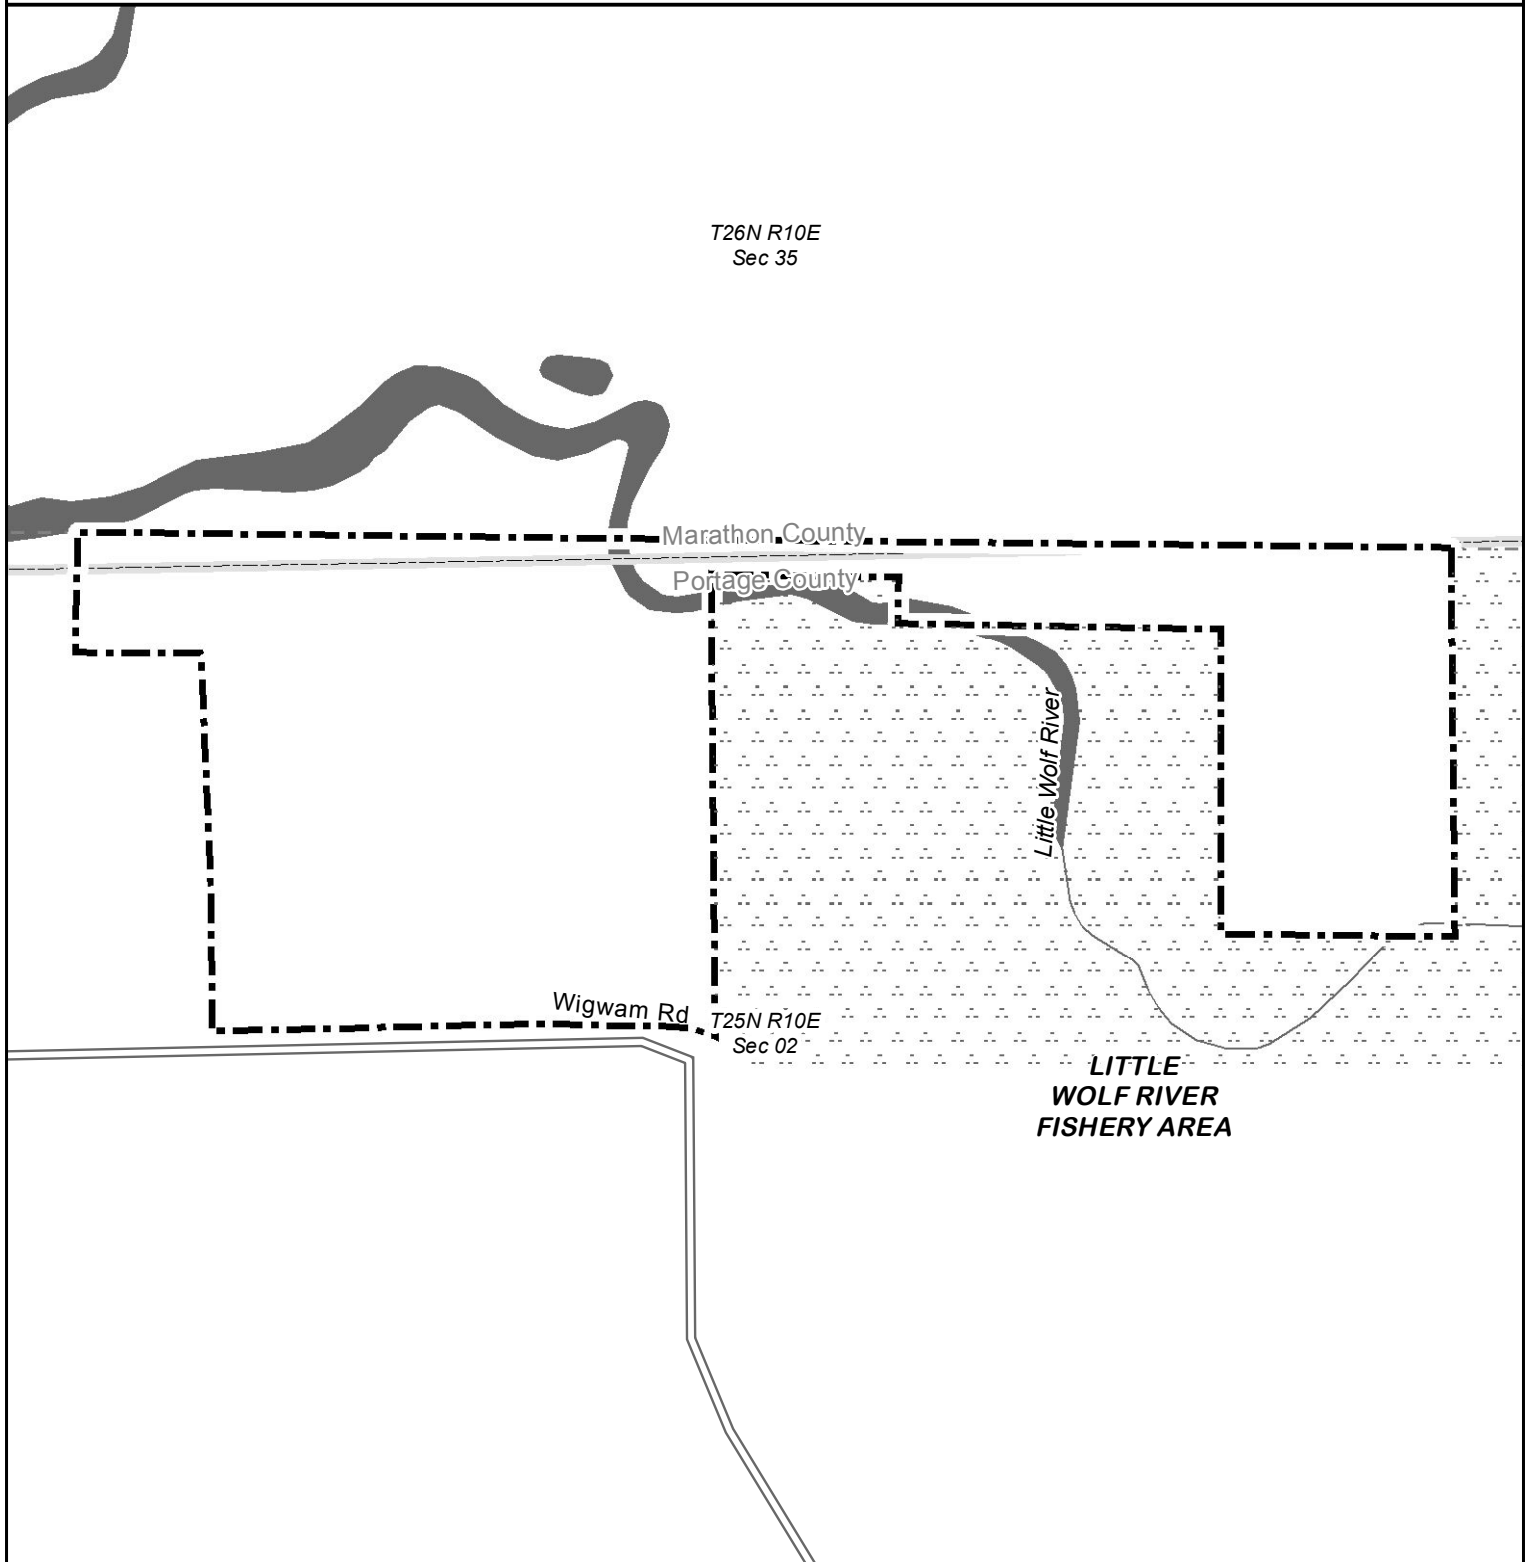 T26N R10E
Sec 35
Marathon County
Portage County
Little Wolf River
Wigwam Rd
T25N R10E
Sec 02
LITTLE
WOLF RIVER
FISHERY AREA